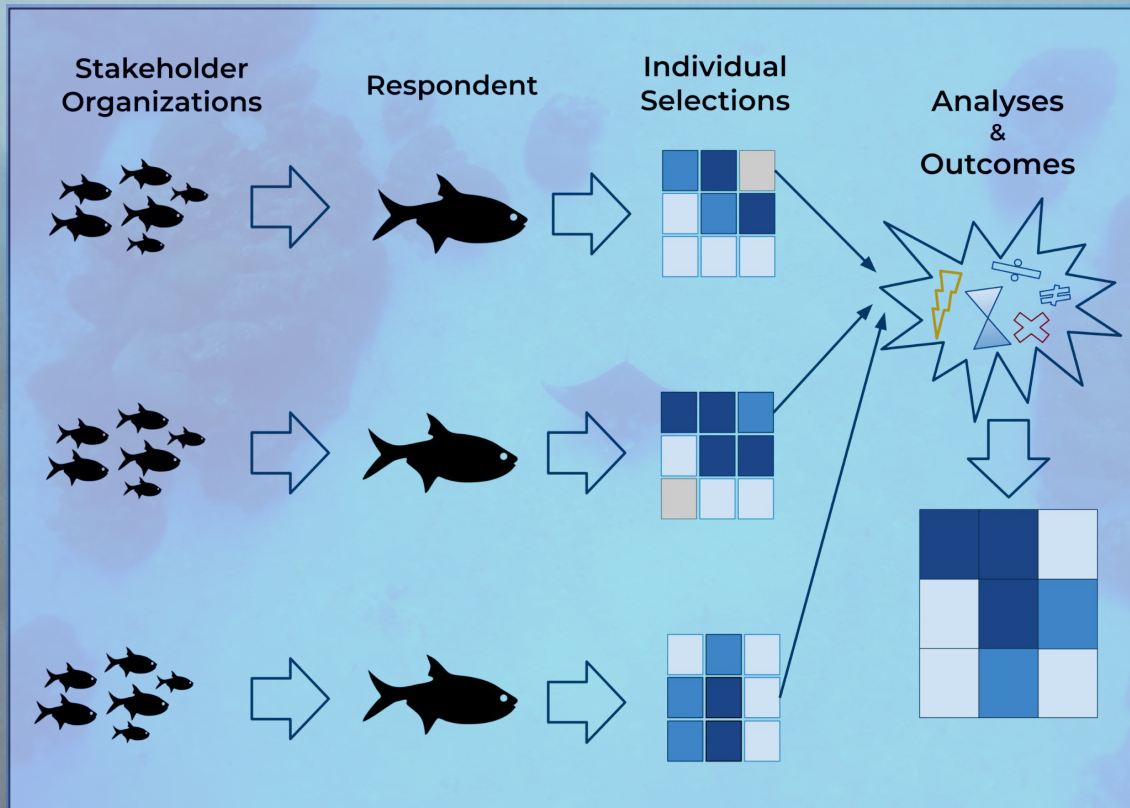 Stakeholder
Organizations
Respondent
Individual
Selections
Analyses
&
Outcomes